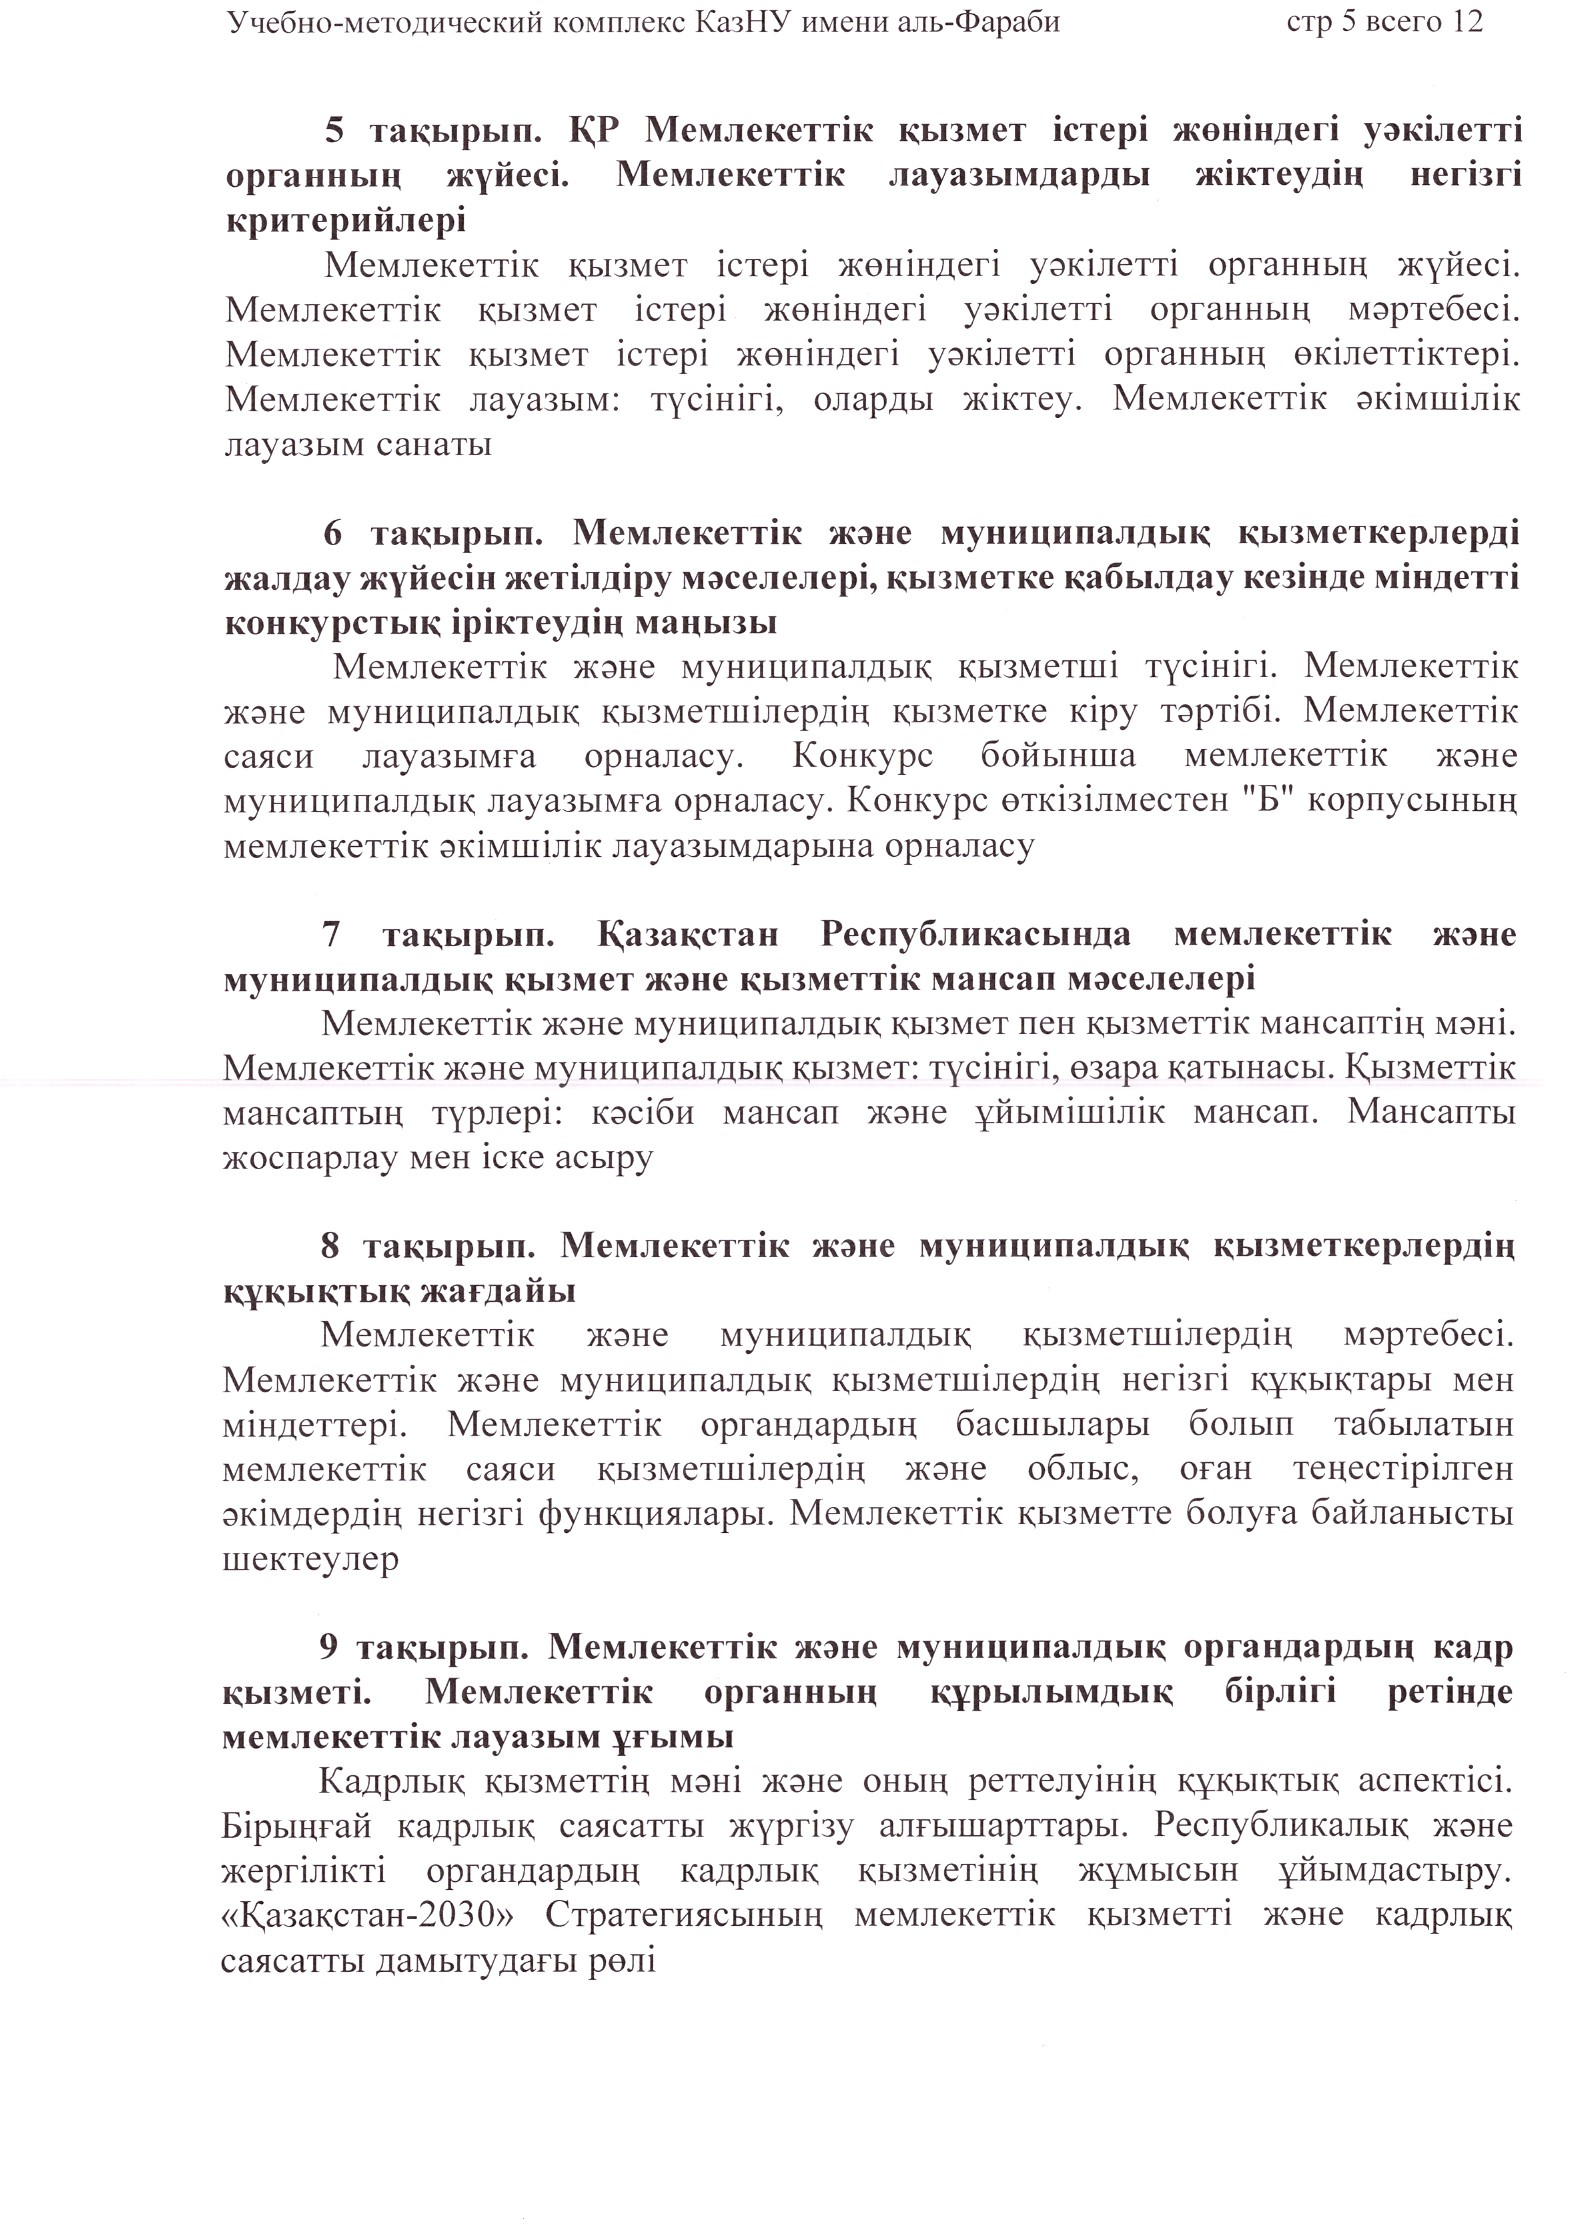 Учебно-методический комплекс КазНУ имени аль-Фараби стр 5 всего 12
5 тақырып. ҚР Мемлекеттік қызмет істері жөніндегі уәкілетті
органның жүйесі. Мемлекеттік лауазымдарды жіктеудің негізгі
критерийлері
Мемлекеттік қызмет істері жөніндегі уәкілетті органның жүйесі.
Мемлекеттік қызмет істері жөніндегі уәкілетті органның мәртебесі.
Мемлекеттік қызмет істері жөніндегі уәкілетті органның өкілеттіктері.
Мемлекеттік лауазым: түсінігі, оларды жіктеу. Мемлекеттік әкімшілік
лауазым санаты
6 тақырып. Мемлекеттік және муниципалдық қызметкерлерді
жалдау жүйесін жетілдіру мәселелері, қызметке қабылдау кезінде міндетті
конкурстық іріктеудің маңызы
Мемлекеттік және муниципалдық қызметші түсінігі. Мемлекеттік
және муниципалдық қызметшілердің қызметке кіру тәртібі. Мемлекеттік
саяси лауазымға орналасу. Конкурс бойынша мемлекеттік және
муниципалдық лауазымға орналасу. Конкурс өткізілместен "Б" корпусының
мемлекеттік әкімшілік лауазымдарына орналасу
7 тақырып. Қазақстан Республикасында мемлекеттік және
муниципалдық қызмет және қызметтік мансап мәселелері
Мемлекеттік және муниципалдық қызмет пен қызметтік мансаптің мәні.
Мемлекеттік және муниципалдық қызмет: түсінігі, өзара қатынасы. Қызметтік
мансаптың түрлері: кәсіби мансап және ұйымішілік мансап. Мансапты
жоспарлау мен іске асыру
8 тақырып. Мемлекеттік және муниципалдық қызметкерлердің
құқықтық жағдайы
Мемлекеттік және муниципалдық қызметшілердің мәртебесі.
Мемлекеттік және муниципалдық қызметшілердің негізгі құқықтары мен
міндеттері. Мемлекеттік органдардың басшылары болып табылатын
мемлекеттік саяси қызметшілердің және облыс, оған теңестірілген
әкімдердің негізгі функциялары. Мемлекеттік қызметте болуға байланысты
шектеулер
9 тақырып. Мемлекеттік және муниципалдық органдардың кадр
қызметі. Мемлекеттік органның құрылымдық бірлігі ретінде
мемлекеттік лауазым ұғымы
Кадрлық қызметтің мәні және оның реттелуінің құқықтық аспектісі.
Бірыңғай кадрлық саясатты жүргізу алғышарттары. Республикалық және
жергілікті органдардың кадрлық қызметінің жұмысын ұйымдастыру.
«Қазақстан-2030» Стратегиясының мемлекеттік қызметті және кадрлық
саясатты дамытудағы рөлі